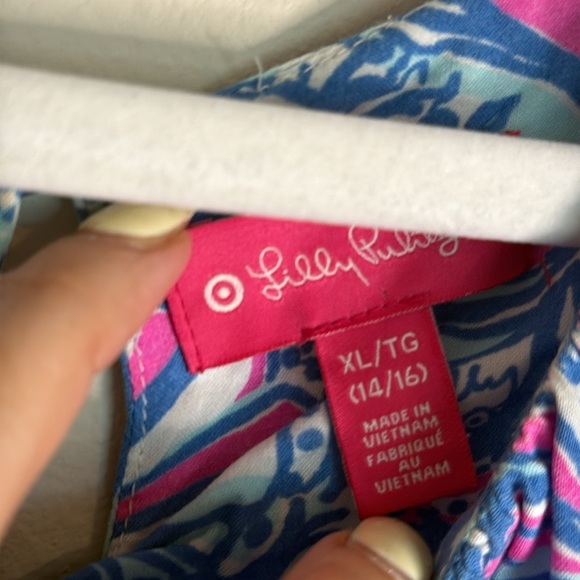 Lilly Pulitzer
XL/TG
(14/16)
MADE IN
VIETNAM
FABRIQUÉ
AU
VIETNAM